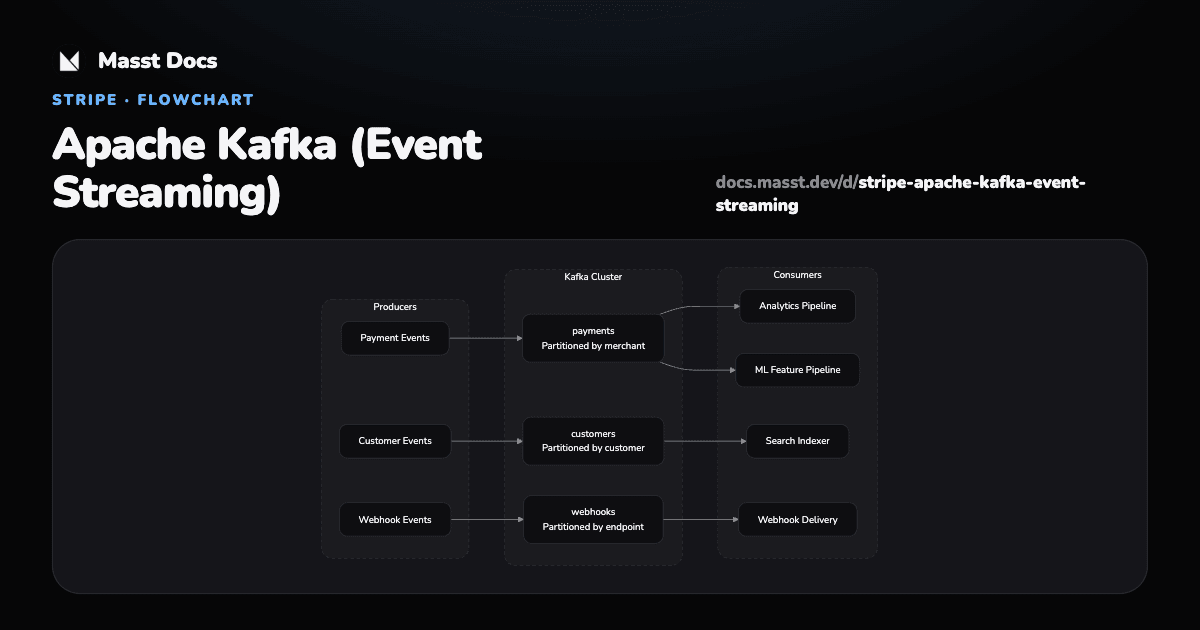 Masst Docs
STRIPE · FLOWCHART
Apache Kafka (Event
Streaming)
docs.masst.dev/d/stripe-apache-kafka-event-
streaming
Producers
Payment Events
Customer Events
Webhook Events
Kafka Cluster
payments
Partitioned by merchant
customers
Partitioned by customer
webhooks
Partitioned by endpoint
Consumers
Analytics Pipeline
ML Feature Pipeline
Search Indexer
Webhook Delivery